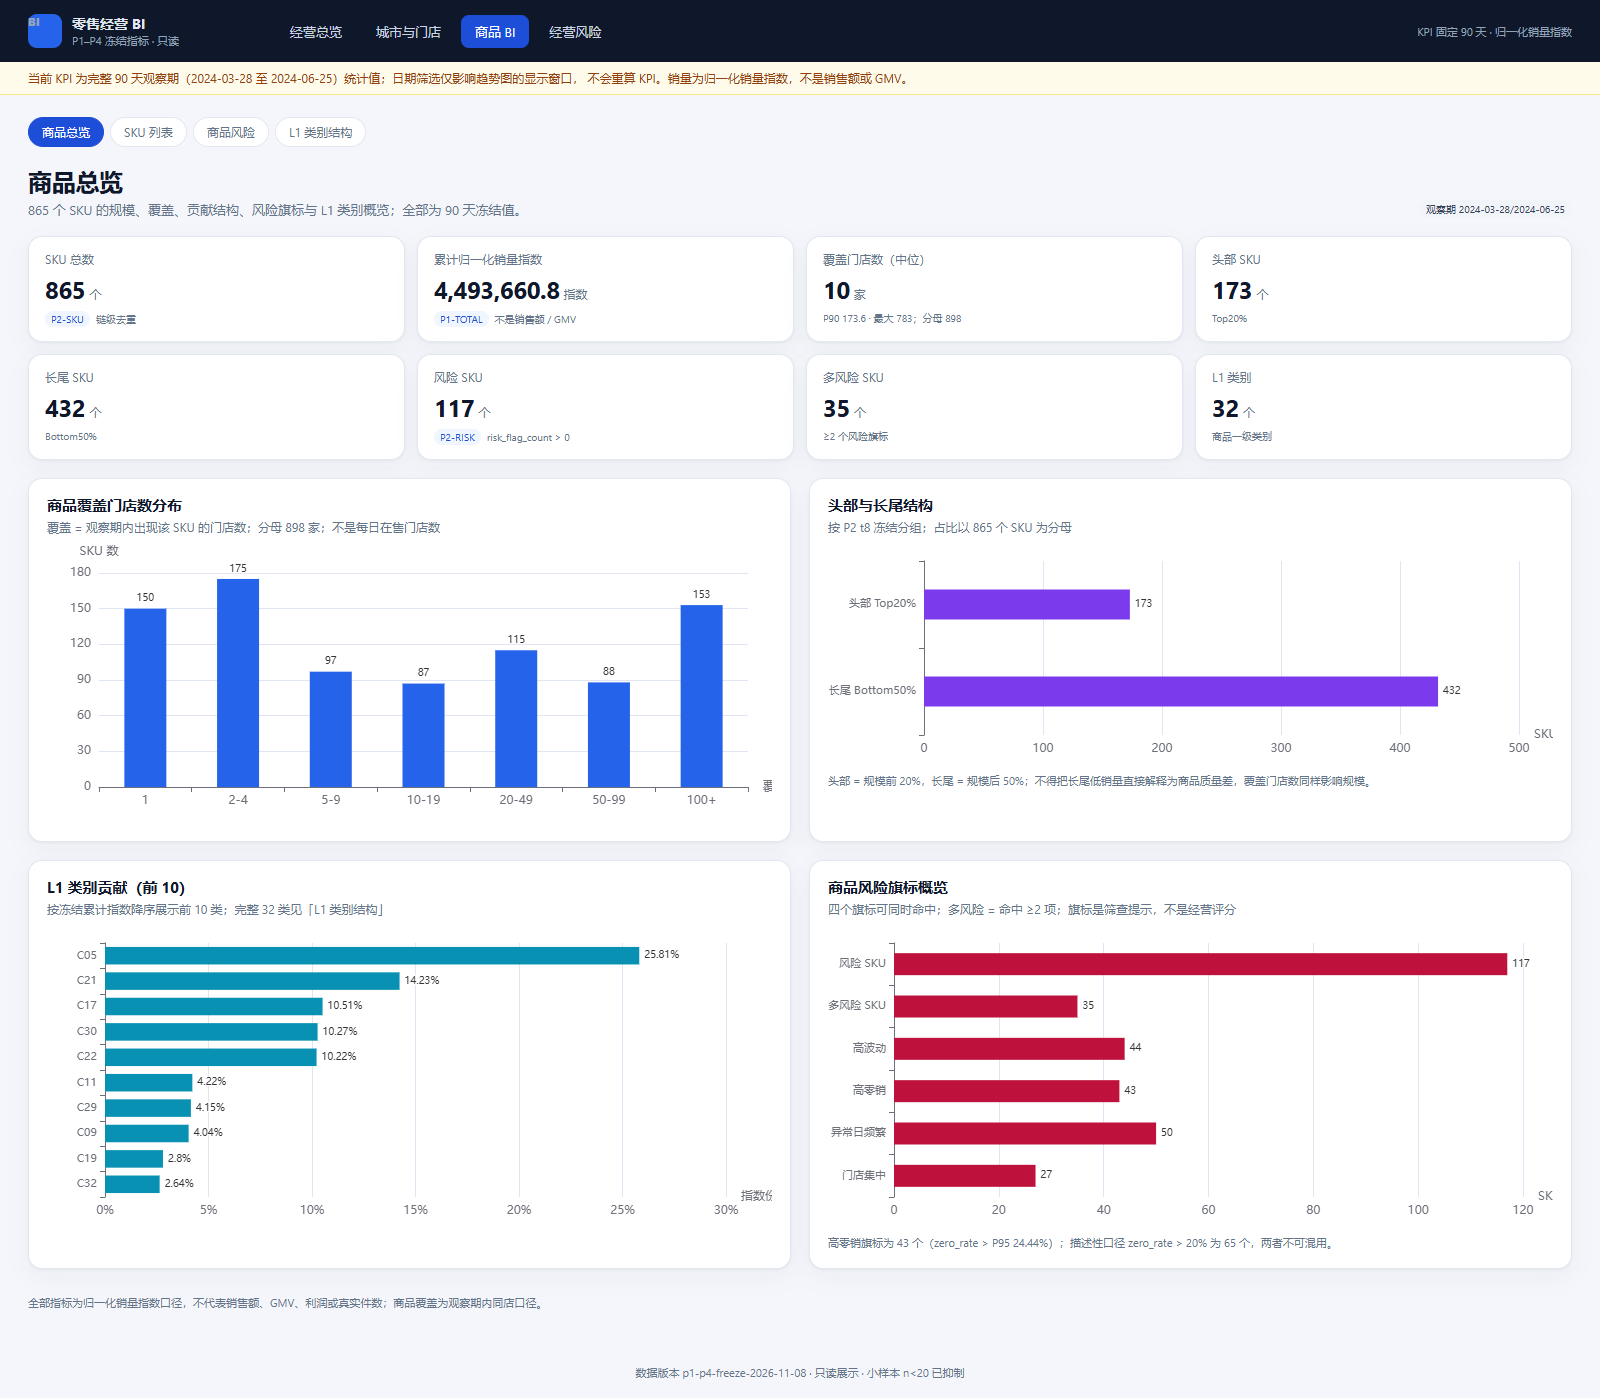 BI
零售经营 BI
P1–P4 冻结指标 · 只读
经营总览
城市与门店
商品 BI
经营风险
KPI 固定 90 天 · 归一化销量指数
当前 KPI 为完整 90 天观察期（2024-03-28 至 2024-06-25）统计值；日期筛选仅影响趋势图的显示窗口， 不会重算 KPI。销量为归一化销量指数，不是销售额或 GMV。
商品总览
SKU 列表
商品风险
L1 类别结构
商品总览
865 个 SKU 的规模、覆盖、贡献结构、风险旗标与 L1 类别概览；全部为 90 天冻结值。
观察期 2024-03-28/2024-06-25
SKU 总数
865 个
P2-SKU 链级去重
累计归一化销量指数
4,493,660.8 指数
P1-TOTAL 不是销售额 / GMV
覆盖门店数（中位）
10 家
P90 173.6 · 最大 783；分母 898
头部 SKU
173 个
Top20%
长尾 SKU
432 个
Bottom50%
风险 SKU
117 个
P2-RISK risk_flag_count > 0
多风险 SKU
35 个
≥2 个风险旗标
L1 类别
32 个
商品一级类别
商品覆盖门店数分布
覆盖 = 观察期内出现该 SKU 的门店数；分母 898 家；不是每日在售门店数
SKU 数
180
150
120
90
60
30
0
150
175
97
87
115
88
153
1
2-4
5-9
10-19
20-49
50-99
100+
头部与长尾结构
按 P2 t8 冻结分组；占比以 865 个 SKU 为分母
头部 Top20%
173
长尾 Bottom50%
432
0
100
200
300
400
500
SKU
头部 = 规模前 20%，长尾 = 规模后 50%；不得把长尾低销量直接解释为商品质量差，覆盖门店数同样影响规模。
L1 类别贡献（前 10）
按冻结累计指数降序展示前 10 类；完整 32 类见「L1 类别结构」
C05 25.81%
C21 14.23%
C17 10.51%
C30 10.27%
C22 10.22%
C11 4.22%
C29 4.15%
C09 4.04%
C19 2.8%
C32 2.64%
指数份
0%
5%
10%
15%
20%
25%
30%
商品风险旗标概览
四个旗标可同时命中；多风险 = 命中 ≥2 项；旗标是筛查提示，不是经营评分
风险 SKU 117
多风险 SKU 35
高波动 44
高零销 43
异常日频繁 50
门店集中 27
SK
0
20
40
60
80
100
120
高零销旗标为 43 个（zero_rate > P95 24.44%）；描述性口径 zero_rate > 20% 为 65 个，两者不可混用。
全部指标为归一化销量指数口径，不代表销售额、GMV、利润或真实件数；商品覆盖为观察期内同店口径。
数据版本 p1-p4-freeze-2026-11-08 · 只读展示 · 小样本 n<20 已抑制